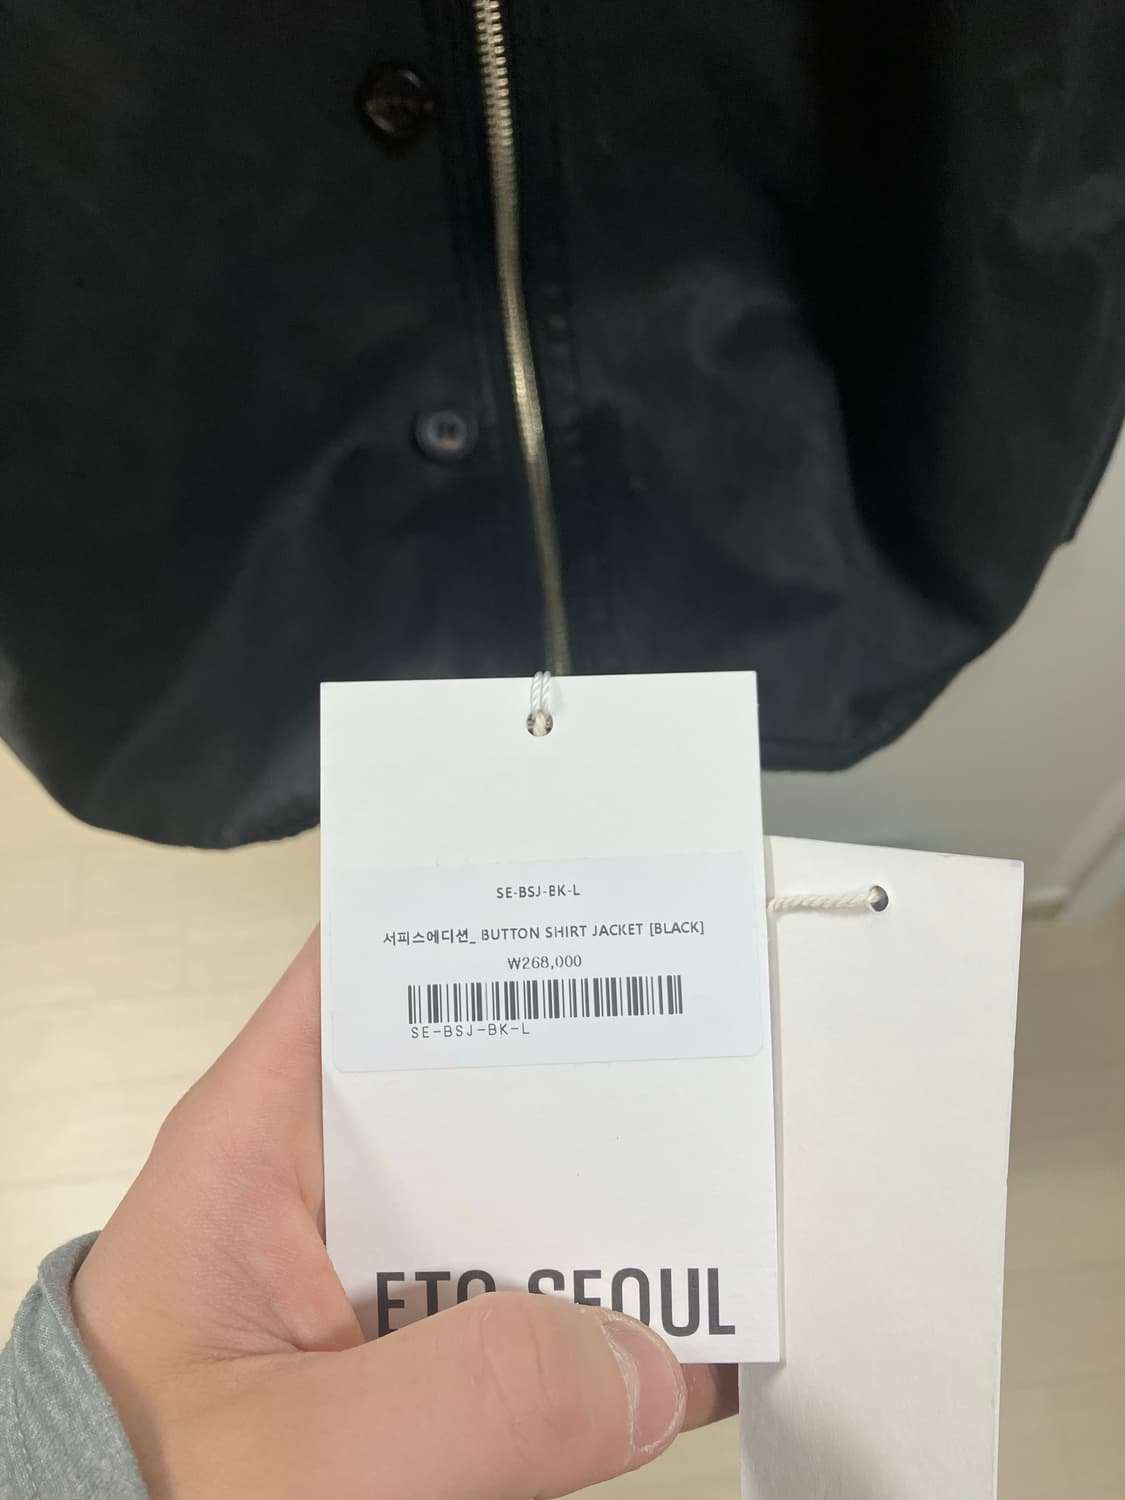 SE-BSJ-BK-L
서피스에디션_ BUTTON SHIRT JACKET [BLACK]
₩268,000
SE-BSJ-BK-L
SEOUL